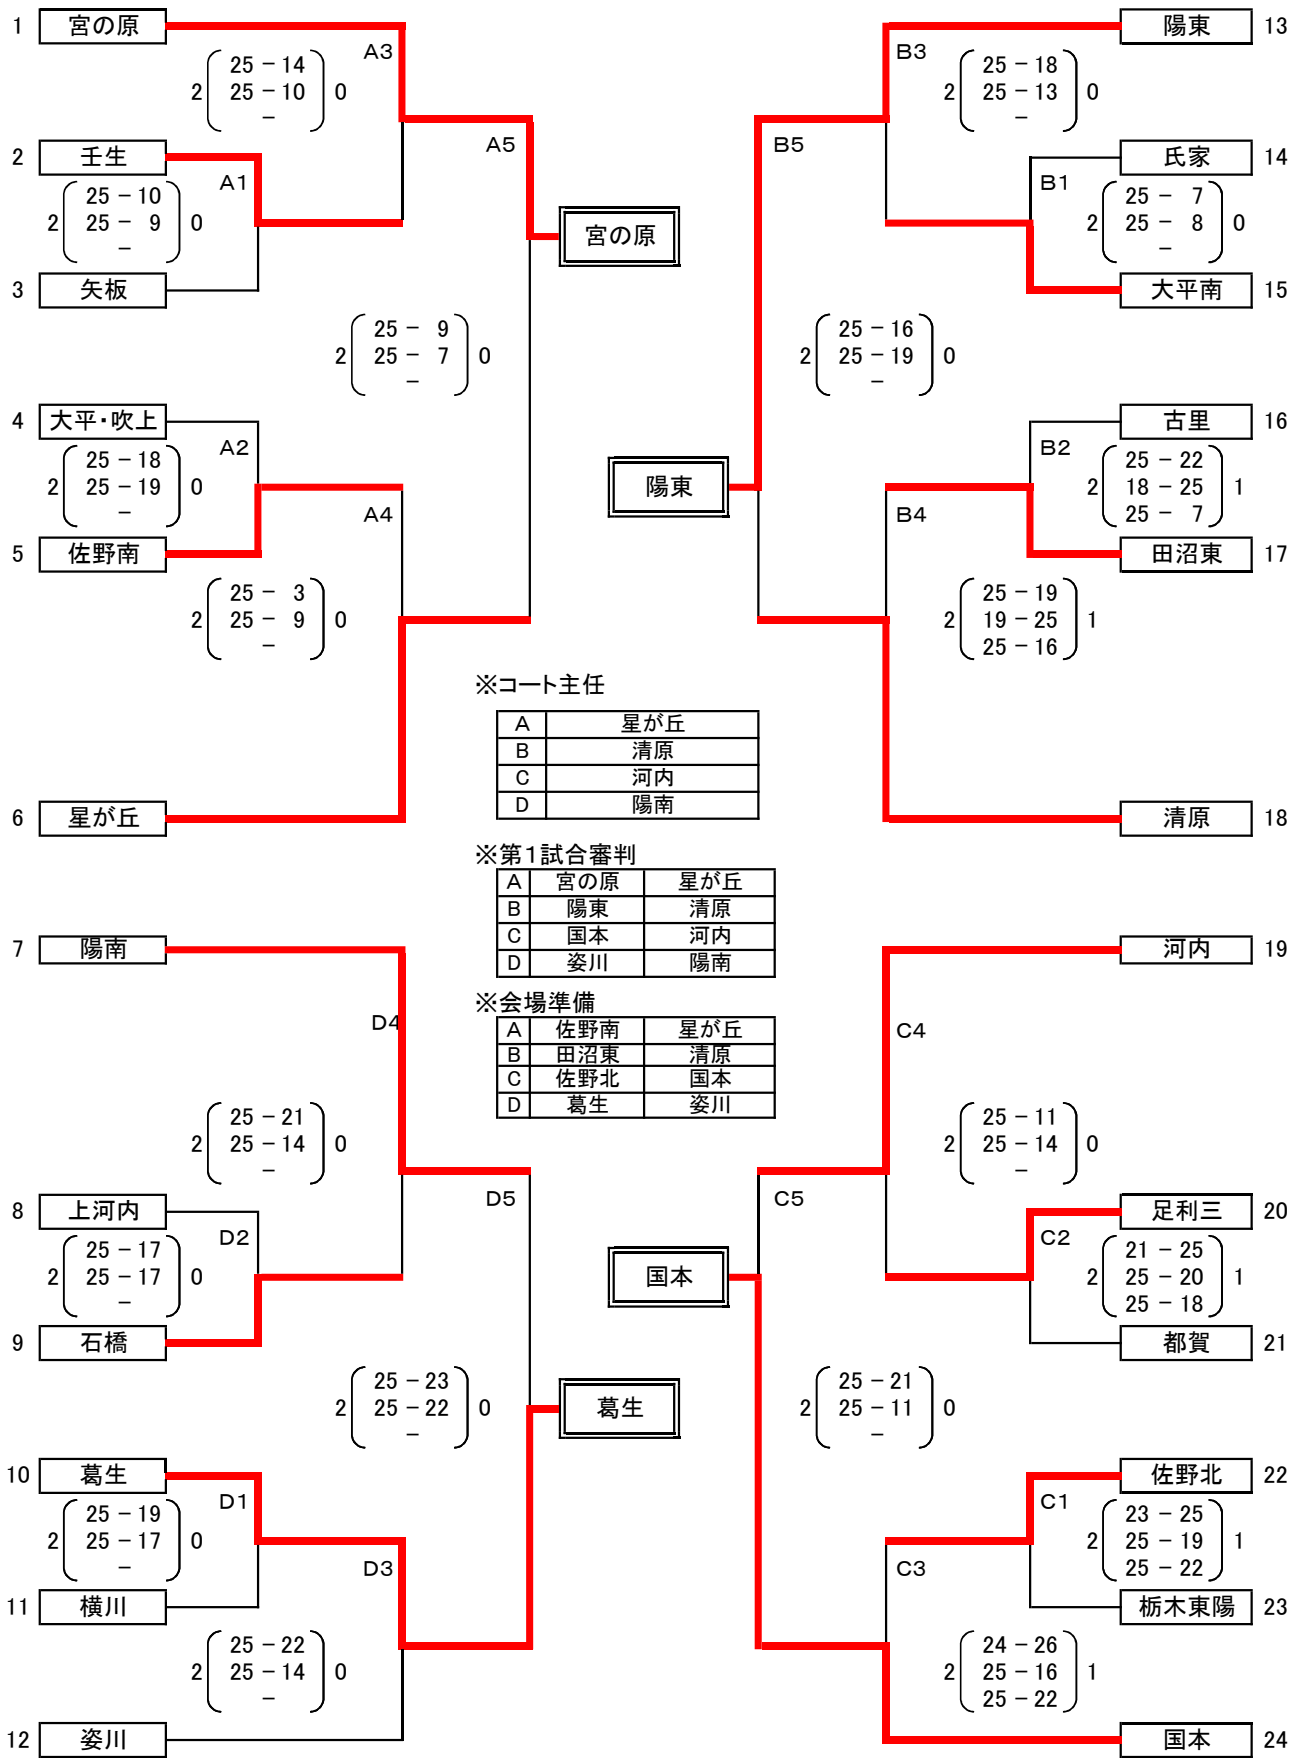 1 宮の原
A3
25 － 14
2 25 － 10 0
－
2 壬生
A1
25 － 10
2 25 － 9 0
－
3 矢板
A5
宮の原
25 － 9
2 25 － 7 0
－
4 大平・吹上
A2
25 － 18
2 25 － 19 0
－
5 佐野南
A4
25 － 3
2 25 － 9 0
－
6 星が丘
陽東 13
B3
25 － 18
2 25 － 13 0
－
氏家 14
B1
25 － 7
2 25 － 8 0
－
大平南 15
B5
25 － 16
2 25 － 19 0
－
陽東
古里 16
B2
25 － 22
2 18 － 25 1
25 － 7
田沼東 17
B4
25 － 19
2 19 － 25 1
25 － 16
清原 18
※コート主任
A 星が丘
B 清原
C 河内
D 陽南
※第１試合審判
A 宮の原 星が丘
B 陽東 清原
C 国本 河内
D 姿川 陽南
※会場準備
A 佐野南 星が丘
B 田沼東 清原
C 佐野北 国本
D 葛生 姿川
7 陽南
D4
25 － 21
2 25 － 14 0
－
8 上河内
D2
25 － 17
2 25 － 17 0
－
9 石橋
D5
25 － 23
2 25 － 22 0
－
葛生
10 葛生
D1
25 － 19
2 25 － 17 0
－
11 横川
D3
25 － 22
2 25 － 14 0
－
12 姿川
河内 19
C4
25 － 11
2 25 － 14 0
－
足利三 20
C2
21 － 25
2 25 － 20 1
25 － 18
都賀 21
C5
国本
25 － 21
2 25 － 11 0
－
佐野北 22
C1
23 － 25
2 25 － 19 1
25 － 22
栃木東陽 23
C3
24 － 26
2 25 － 16 1
25 － 22
国本 24